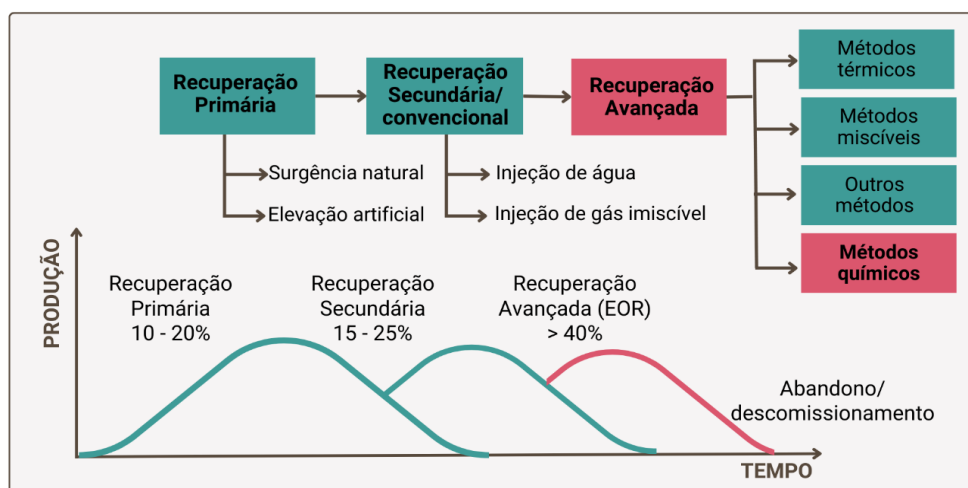 Recuperação
Primária
Recuperação
Secundária/
convencional
Recuperação
Avançada
Métodos
térmicos
Métodos
miscíveis
Outros
métodos
Métodos
químicos
Surgência natural
Elevação artificial
Injeção de água
Injeção de gás imiscível
PRODUÇÃO
Recuperação
Primária
10 - 20%
Recuperação
Secundária
15 - 25%
Recuperação
Avançada (EOR)
> 40%
Abandono/
descomissionamento
TEMPO